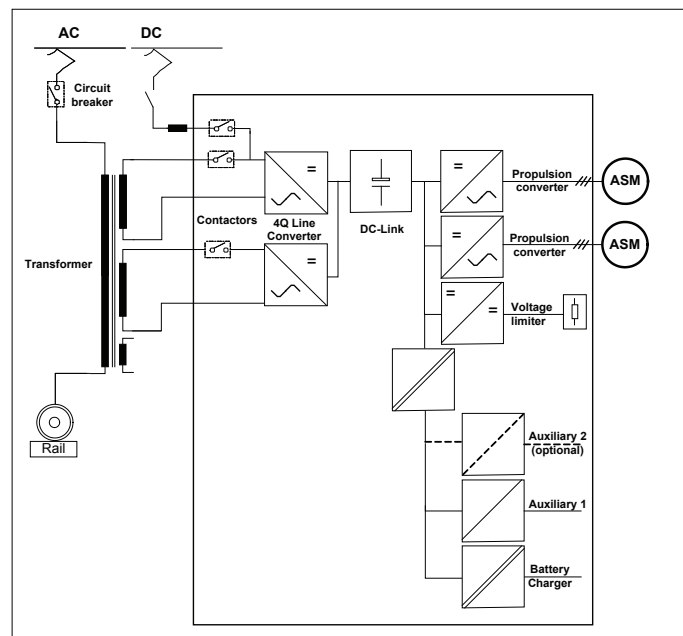 AC
DC
Circuit
breaker
Contactors
4Q Line
Converter
DC-Link
Propulsion
converter
ASM
Propulsion
converter
ASM
Voltage
limiter
Transformer
Rail
Auxiliary 2
(optional)
Auxiliary 1
Battery
Charger